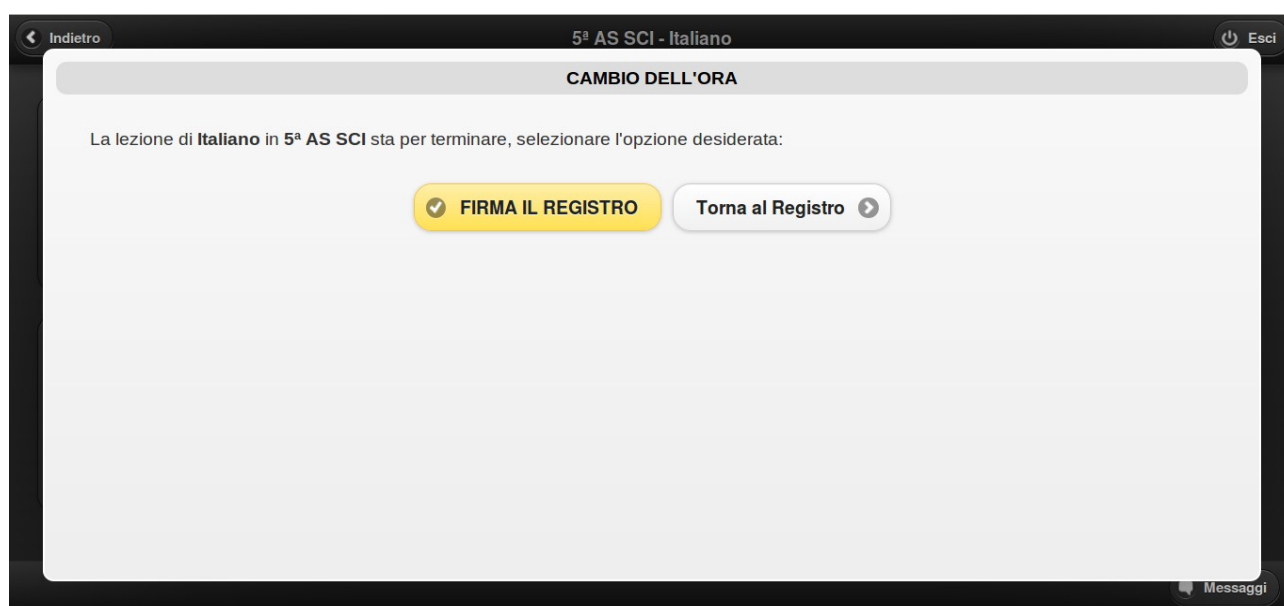 Indietro
5ª AS SCI - Italiano
Esci
CAMBIO DELL'ORA
La lezione di Italiano in 5ª AS SCI sta per terminare, selezionare l'opzione desiderata:
FIRMA IL REGISTRO
Torna al Registro
Messaggi